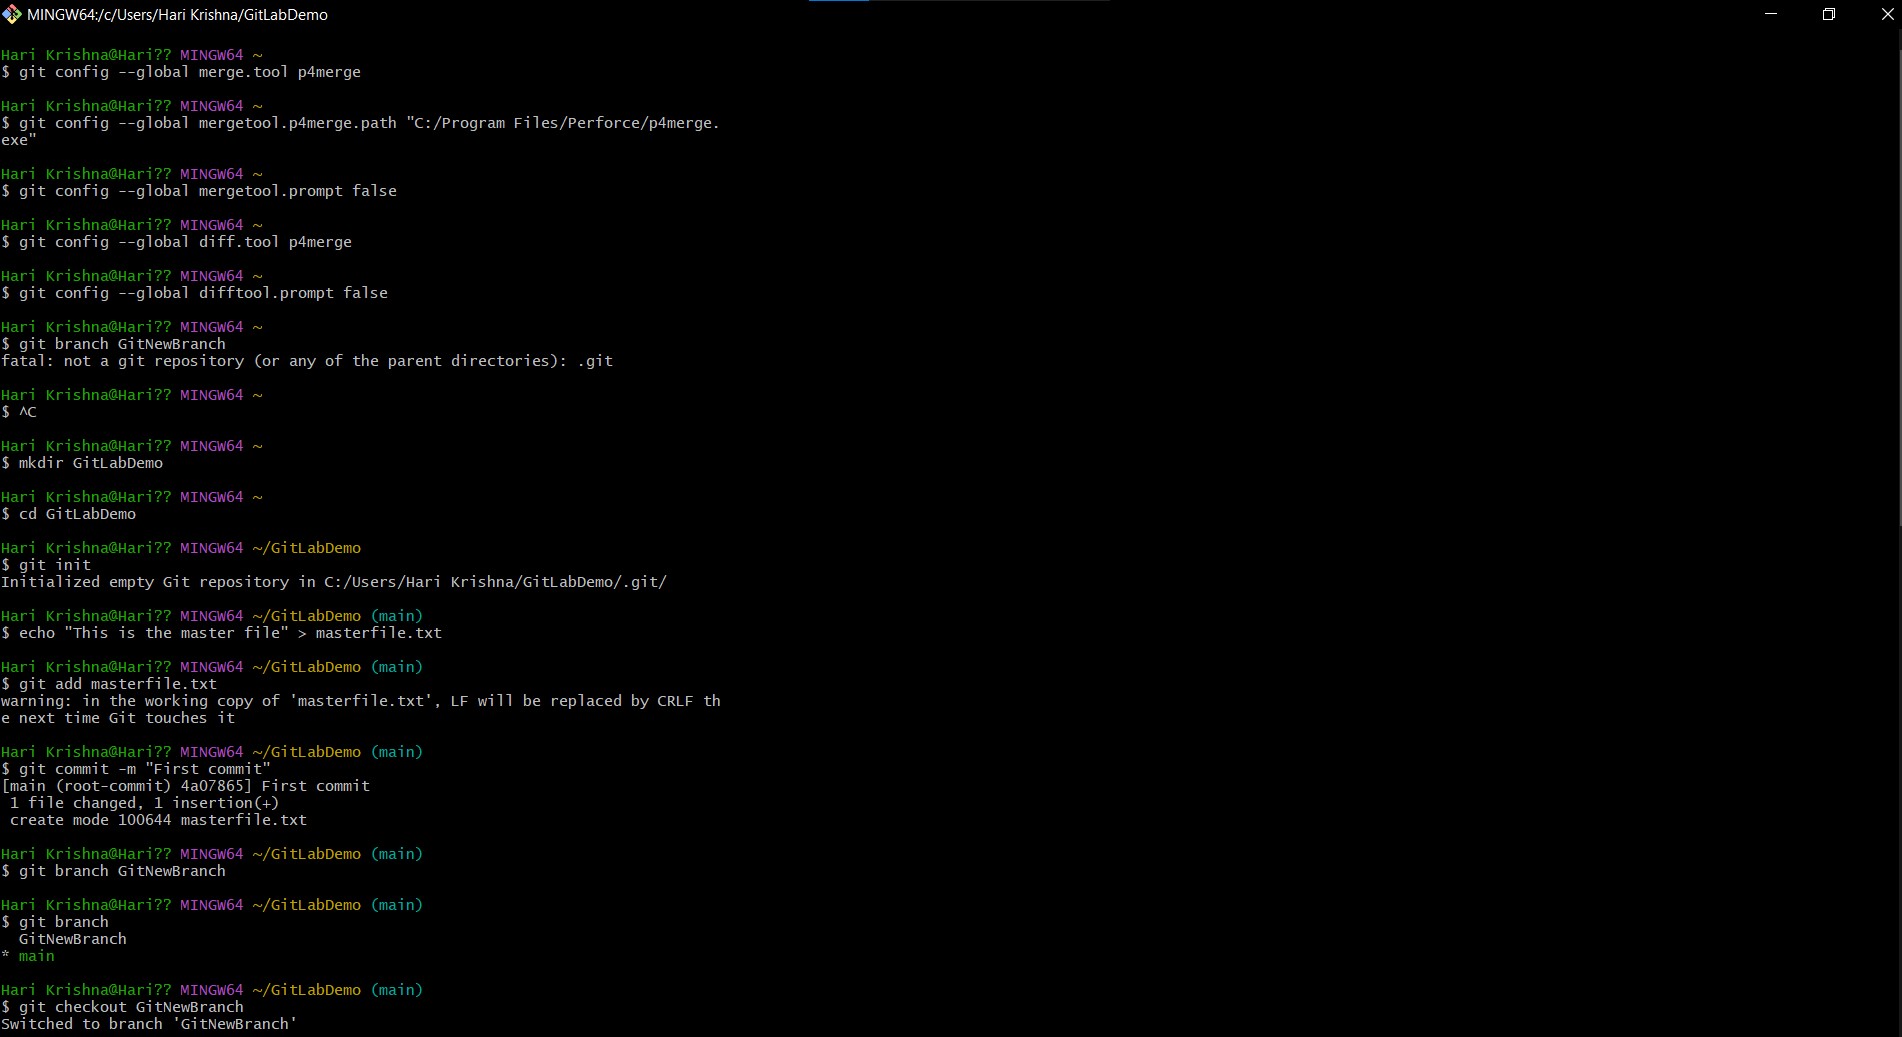 MINGW64:/c/Users/Hari Krishna/GitLabDemo
Hari Krishna@Hari?? MINGW64 ~
$ git config --global merge.tool p4merge
Hari Krishna@Hari?? MINGW64 ~
$ git config --global mergetool.p4merge.path "C:/Program Files/Perforce/p4merge.
exe"
Hari Krishna@Hari?? MINGW64 ~
$ git config --global mergetool.prompt false
Hari Krishna@Hari?? MINGW64 ~
$ git config --global diff.tool p4merge
Hari Krishna@Hari?? MINGW64 ~
$ git config --global difftool.prompt false
Hari Krishna@Hari?? MINGW64 ~
$ git branch GitNewBranch
fatal: not a git repository (or any of the parent directories): .git
Hari Krishna@Hari?? MINGW64 ~
$ ^C
Hari Krishna@Hari?? MINGW64 ~
$ mkdir GitLabDemo
Hari Krishna@Hari?? MINGW64 ~
$ cd GitLabDemo
Hari Krishna@Hari?? MINGW64 ~/GitLabDemo
$ git init
Initialized empty Git repository in C:/Users/Hari Krishna/GitLabDemo/.git/
Hari Krishna@Hari?? MINGW64 ~/GitLabDemo (main)
$ echo "This is the master file" > masterfile.txt
Hari Krishna@Hari?? MINGW64 ~/GitLabDemo (main)
$ git add masterfile.txt
warning: in the working copy of 'masterfile.txt', LF will be replaced by CRLF th
e next time Git touches it
Hari Krishna@Hari?? MINGW64 ~/GitLabDemo (main)
$ git commit -m "First commit"
[main (root-commit) 4a07865] First commit
 1 file changed, 1 insertion(+)
 create mode 100644 masterfile.txt
Hari Krishna@Hari?? MINGW64 ~/GitLabDemo (main)
$ git branch GitNewBranch
Hari Krishna@Hari?? MINGW64 ~/GitLabDemo (main)
$ git branch
  GitNewBranch
* main
Hari Krishna@Hari?? MINGW64 ~/GitLabDemo (main)
$ git checkout GitNewBranch
Switched to branch 'GitNewBranch'